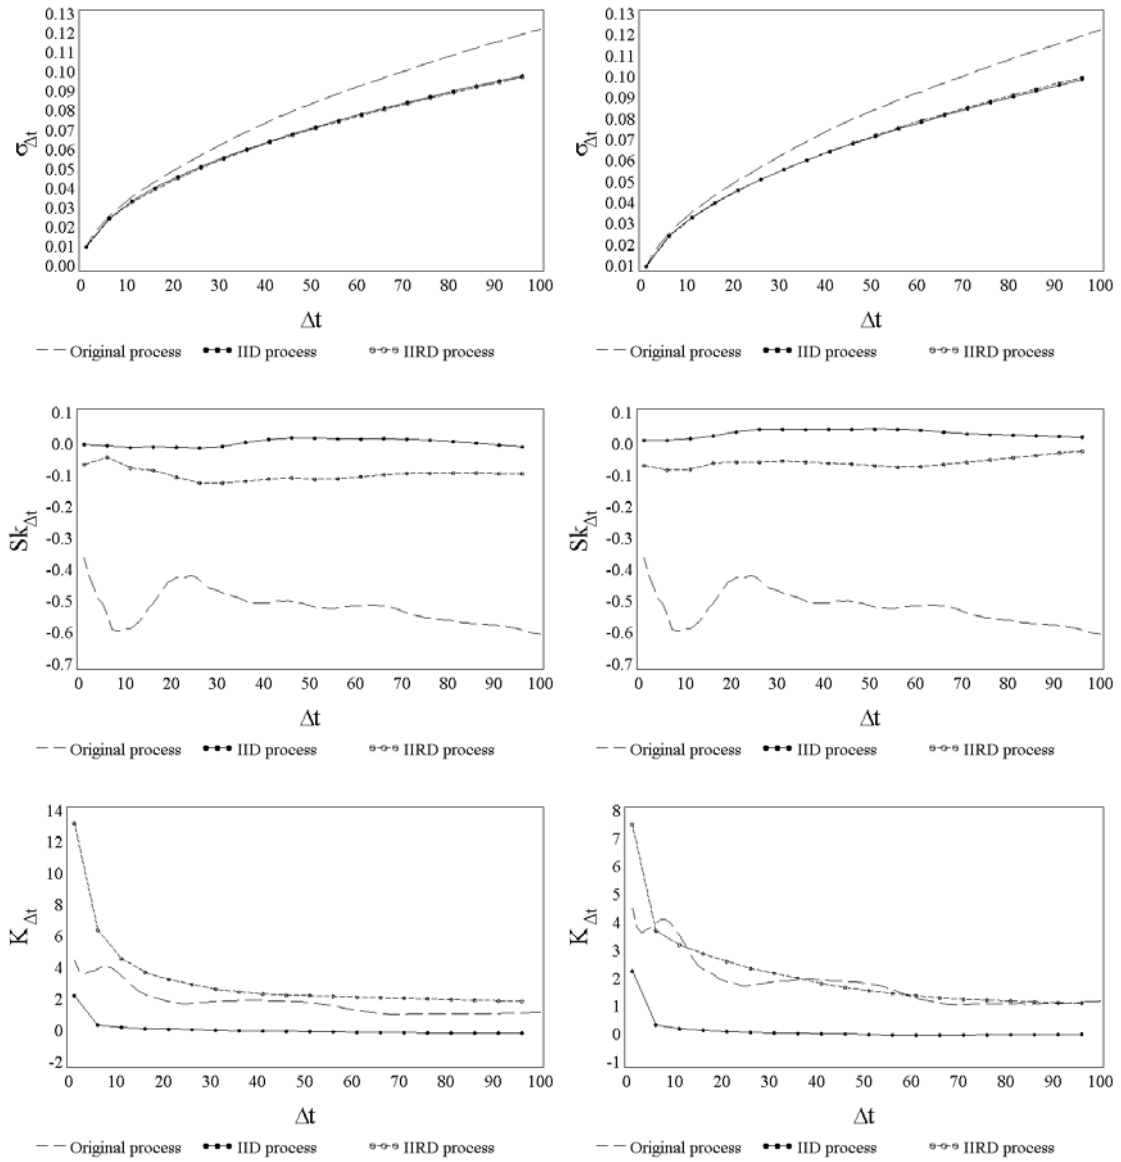 0.13
0.12
0.11
0.10
0.09
0.08
0.07
0.06
0.05
0.04
0.03
0.02
0.01
0.00
σΔt
0 10 20 30 40 50 60 70 80 90 100
Δt
Original process IID process IIRD process
0.13
0.12
0.11
0.10
0.09
0.08
0.07
0.06
0.05
0.04
0.03
0.02
0.01
σΔt
0 10 20 30 40 50 60 70 80 90 100
Δt
Original process IID process IIRD process
0.1
0.0
-0.1
-0.2
-0.3
-0.4
-0.5
-0.6
-0.7
SkΔt
0 10 20 30 40 50 60 70 80 90 100
Δt
Original process IID process IIRD process
0.1
0.0
-0.1
-0.2
-0.3
-0.4
-0.5
-0.6
-0.7
SkΔt
0 10 20 30 40 50 60 70 80 90 100
Δt
Original process IID process IIRD process
14
12
10
8
6
4
2
0
-2
KΔt
0 10 20 30 40 50 60 70 80 90 100
Δt
Original process IID process IIRD process
8
7
6
5
4
3
2
1
0
-1
KΔt
0 10 20 30 40 50 60 70 80 90 100
Δt
Original process IID process IIRD process